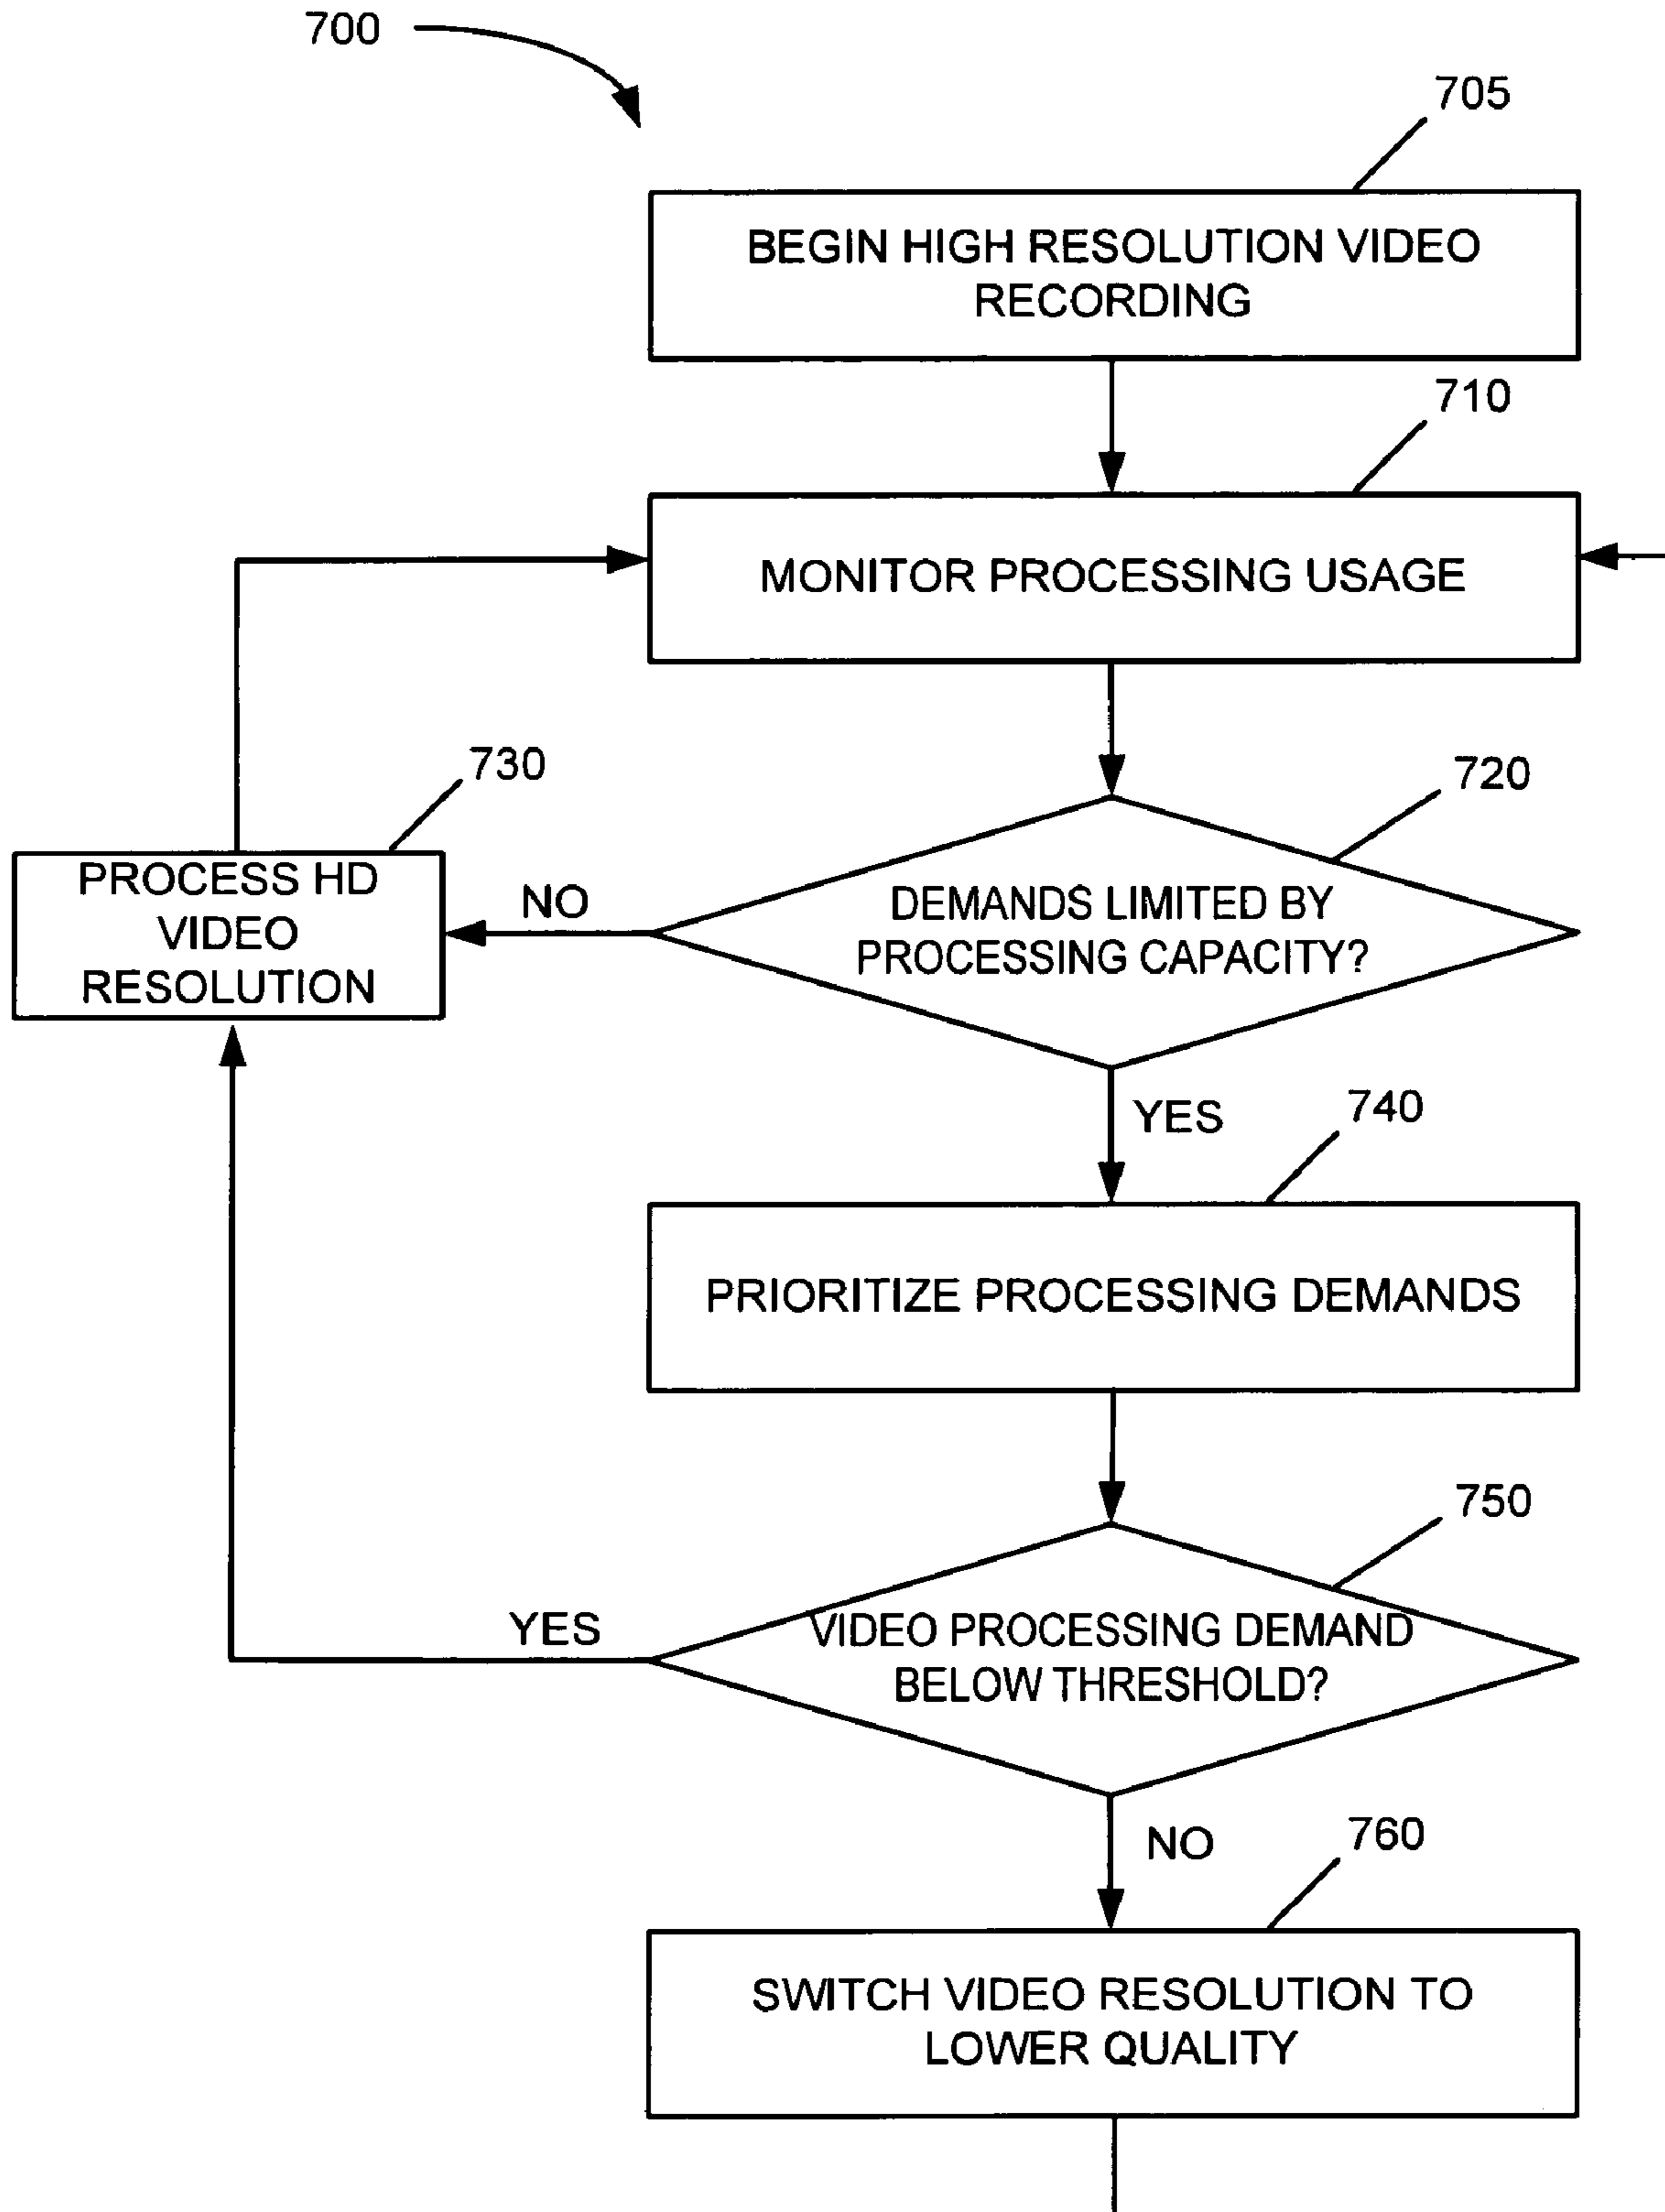 700
705
BEGIN HIGH RESOLUTION VIDEO
RECORDING
710
MONITOR PROCESSING USAGE
730
PROCESS HD
VIDEO
RESOLUTION
NO
720
DEMANDS LIMITED BY
PROCESSING CAPACITY?
YES
740
PRIORITIZE PROCESSING DEMANDS
750
YES
VIDEO PROCESSING DEMAND
BELOW THRESHOLD?
NO
760
SWITCH VIDEO RESOLUTION TO
LOWER QUALITY